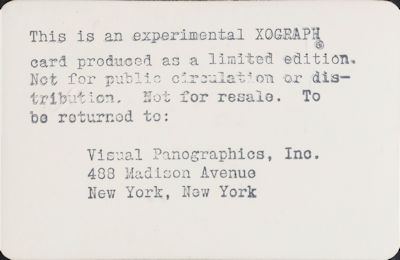 This is an experimental XOGRAPH
®
card produced as a limited edition.
Not for public circulation or dis-
tribution. Not for resale. To
be returned to:
Visual Panographics, Inc.
488 Madison Avenue
New York, New York